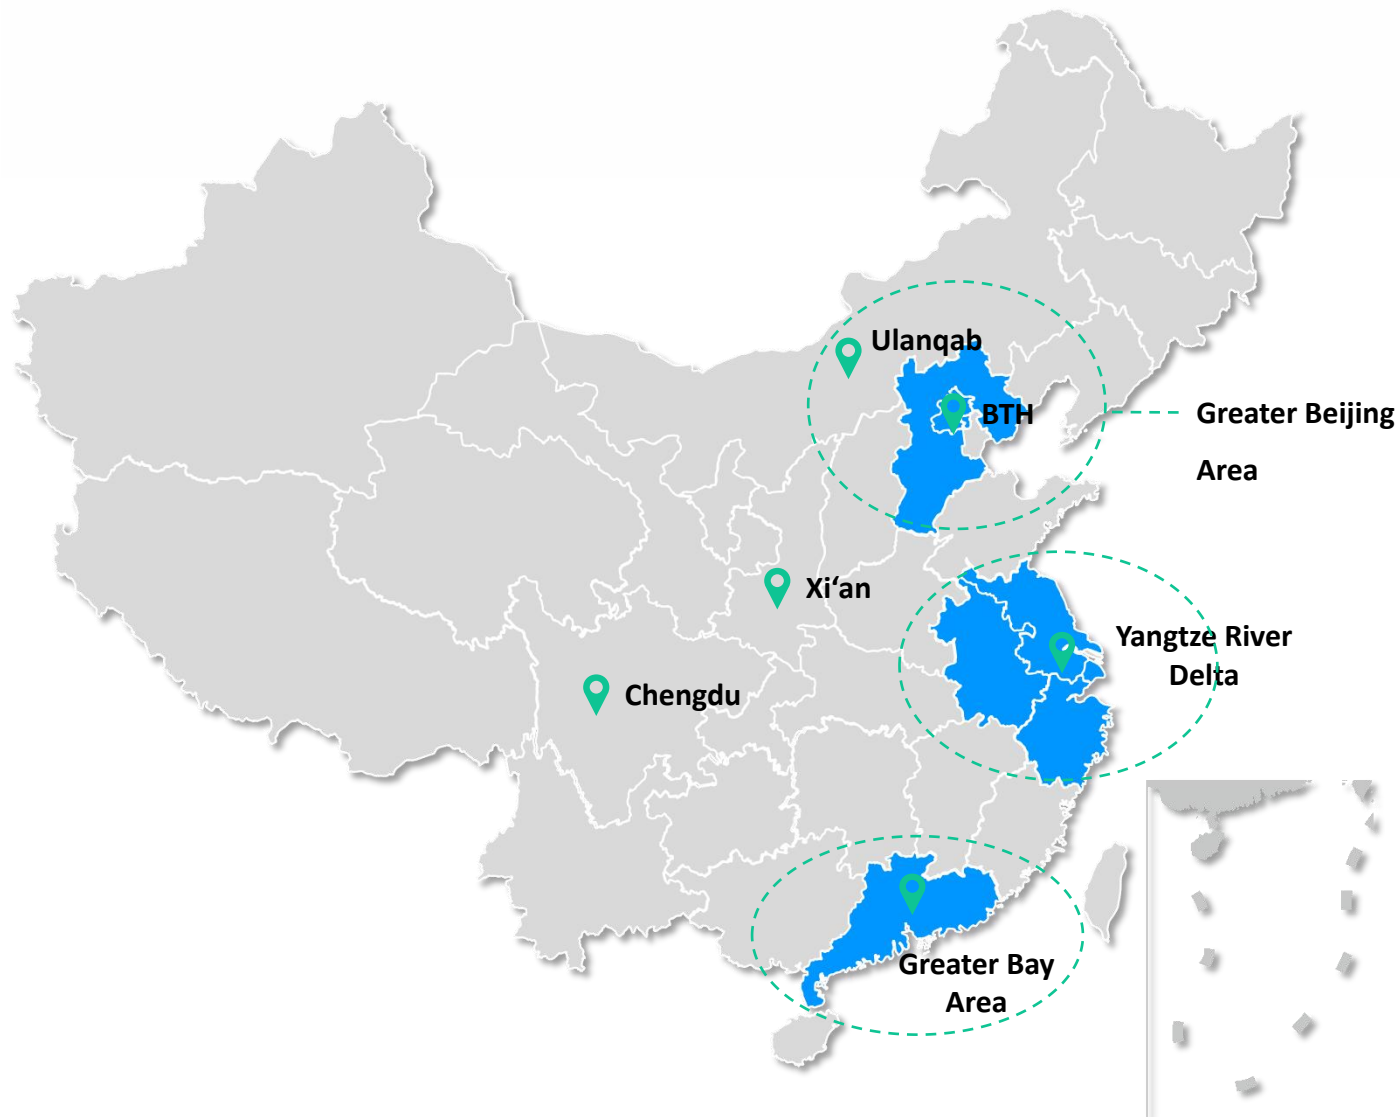 Ulanqab
BTH
Greater Beijing
Area
Xi‘an
Yangtze River
Delta
Chengdu
Greater Bay
Area